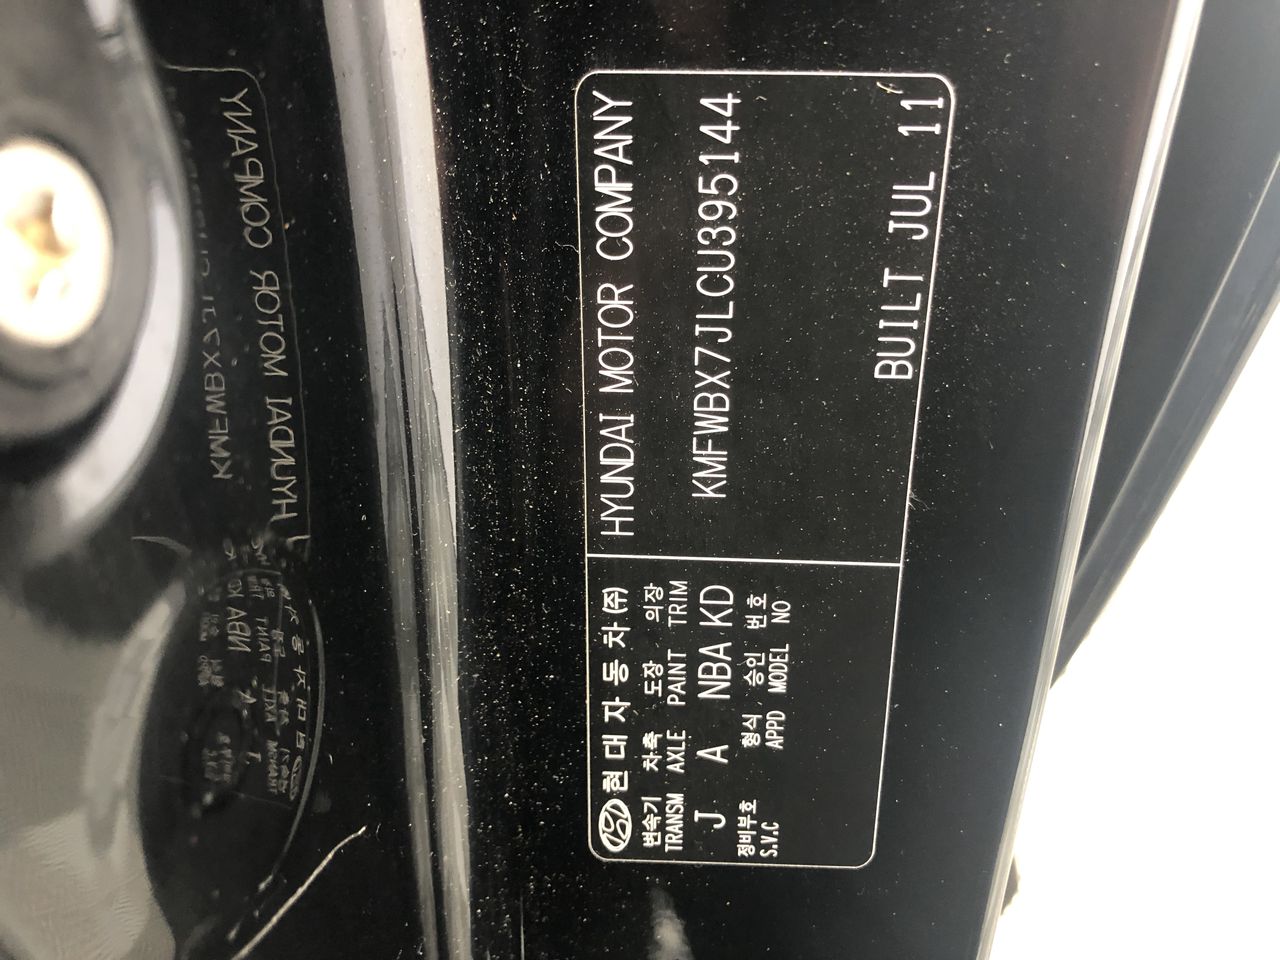 현대자동차(주)
변속기 차축 도장 의장
TRANSM AXLE PAINT TRIM
J A NBA KD
정비부호 형식 승인 번호
S.V.C APPD MODEL NO
HYUNDAI MOTOR COMPANY
KMFWBX7JLCU395144
BUILT JUL 11